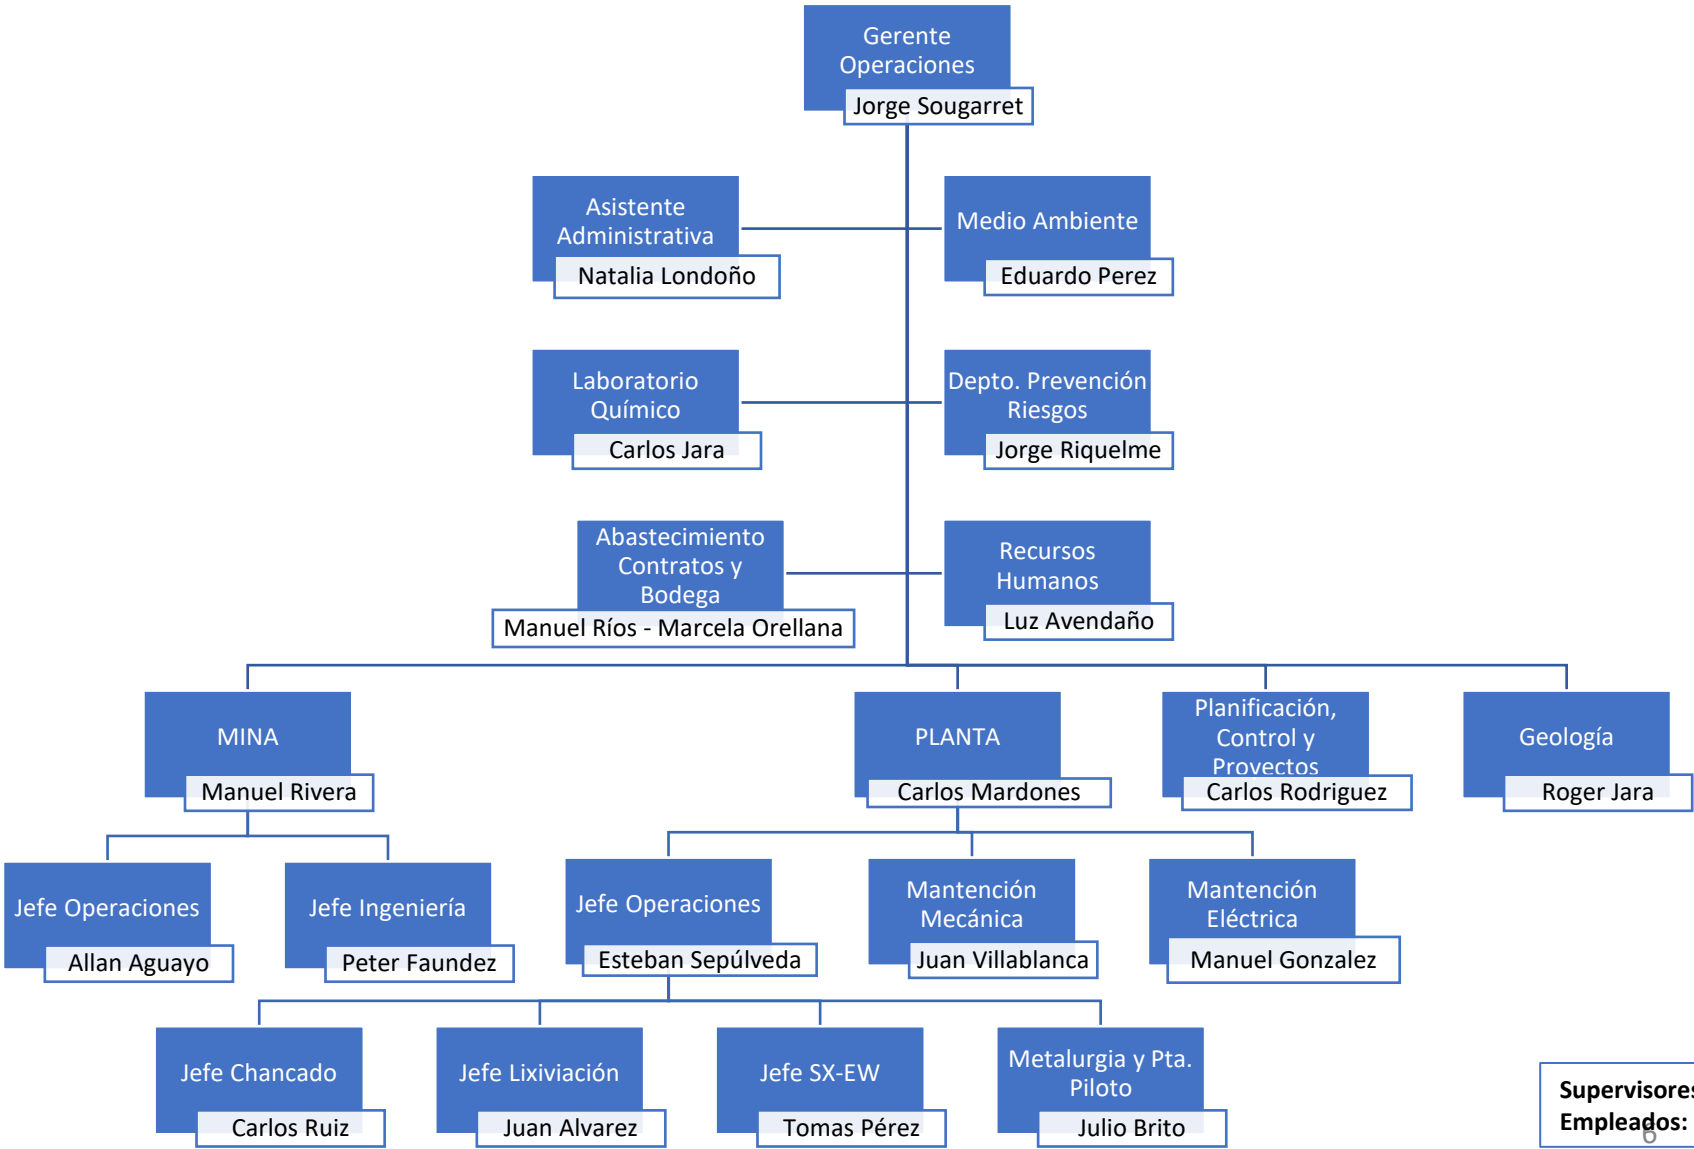 Gerente
Operaciones
Jorge Sougarret
Asistente
Administrativa
Natalia Londoño
Medio Ambiente
Eduardo Perez
Laboratorio
Químico
Carlos Jara
Depto. Prevención
Riesgos
Jorge Riquelme
Abastecimiento
Contratos y
Bodega
Manuel Ríos - Marcela Orellana
Recursos
Humanos
Luz Avendaño
MINA
Manuel Rivera
PLANTA
Carlos Mardones
Planificación,
Control y
Proyectos
Carlos Rodriguez
Geología
Roger Jara
Jefe Operaciones
Allan Aguayo
Jefe Ingeniería
Peter Faundez
Jefe Operaciones
Esteban Sepúlveda
Mantención
Mecánica
Juan Villablanca
Mantención
Eléctrica
Manuel Gonzalez
Jefe Chancado
Carlos Ruiz
Jefe Lixiviación
Juan Alvarez
Jefe SX-EW
Tomas Pérez
Metalurgia y Pta.
Piloto
Julio Brito
Supervisores
Empleados:
6